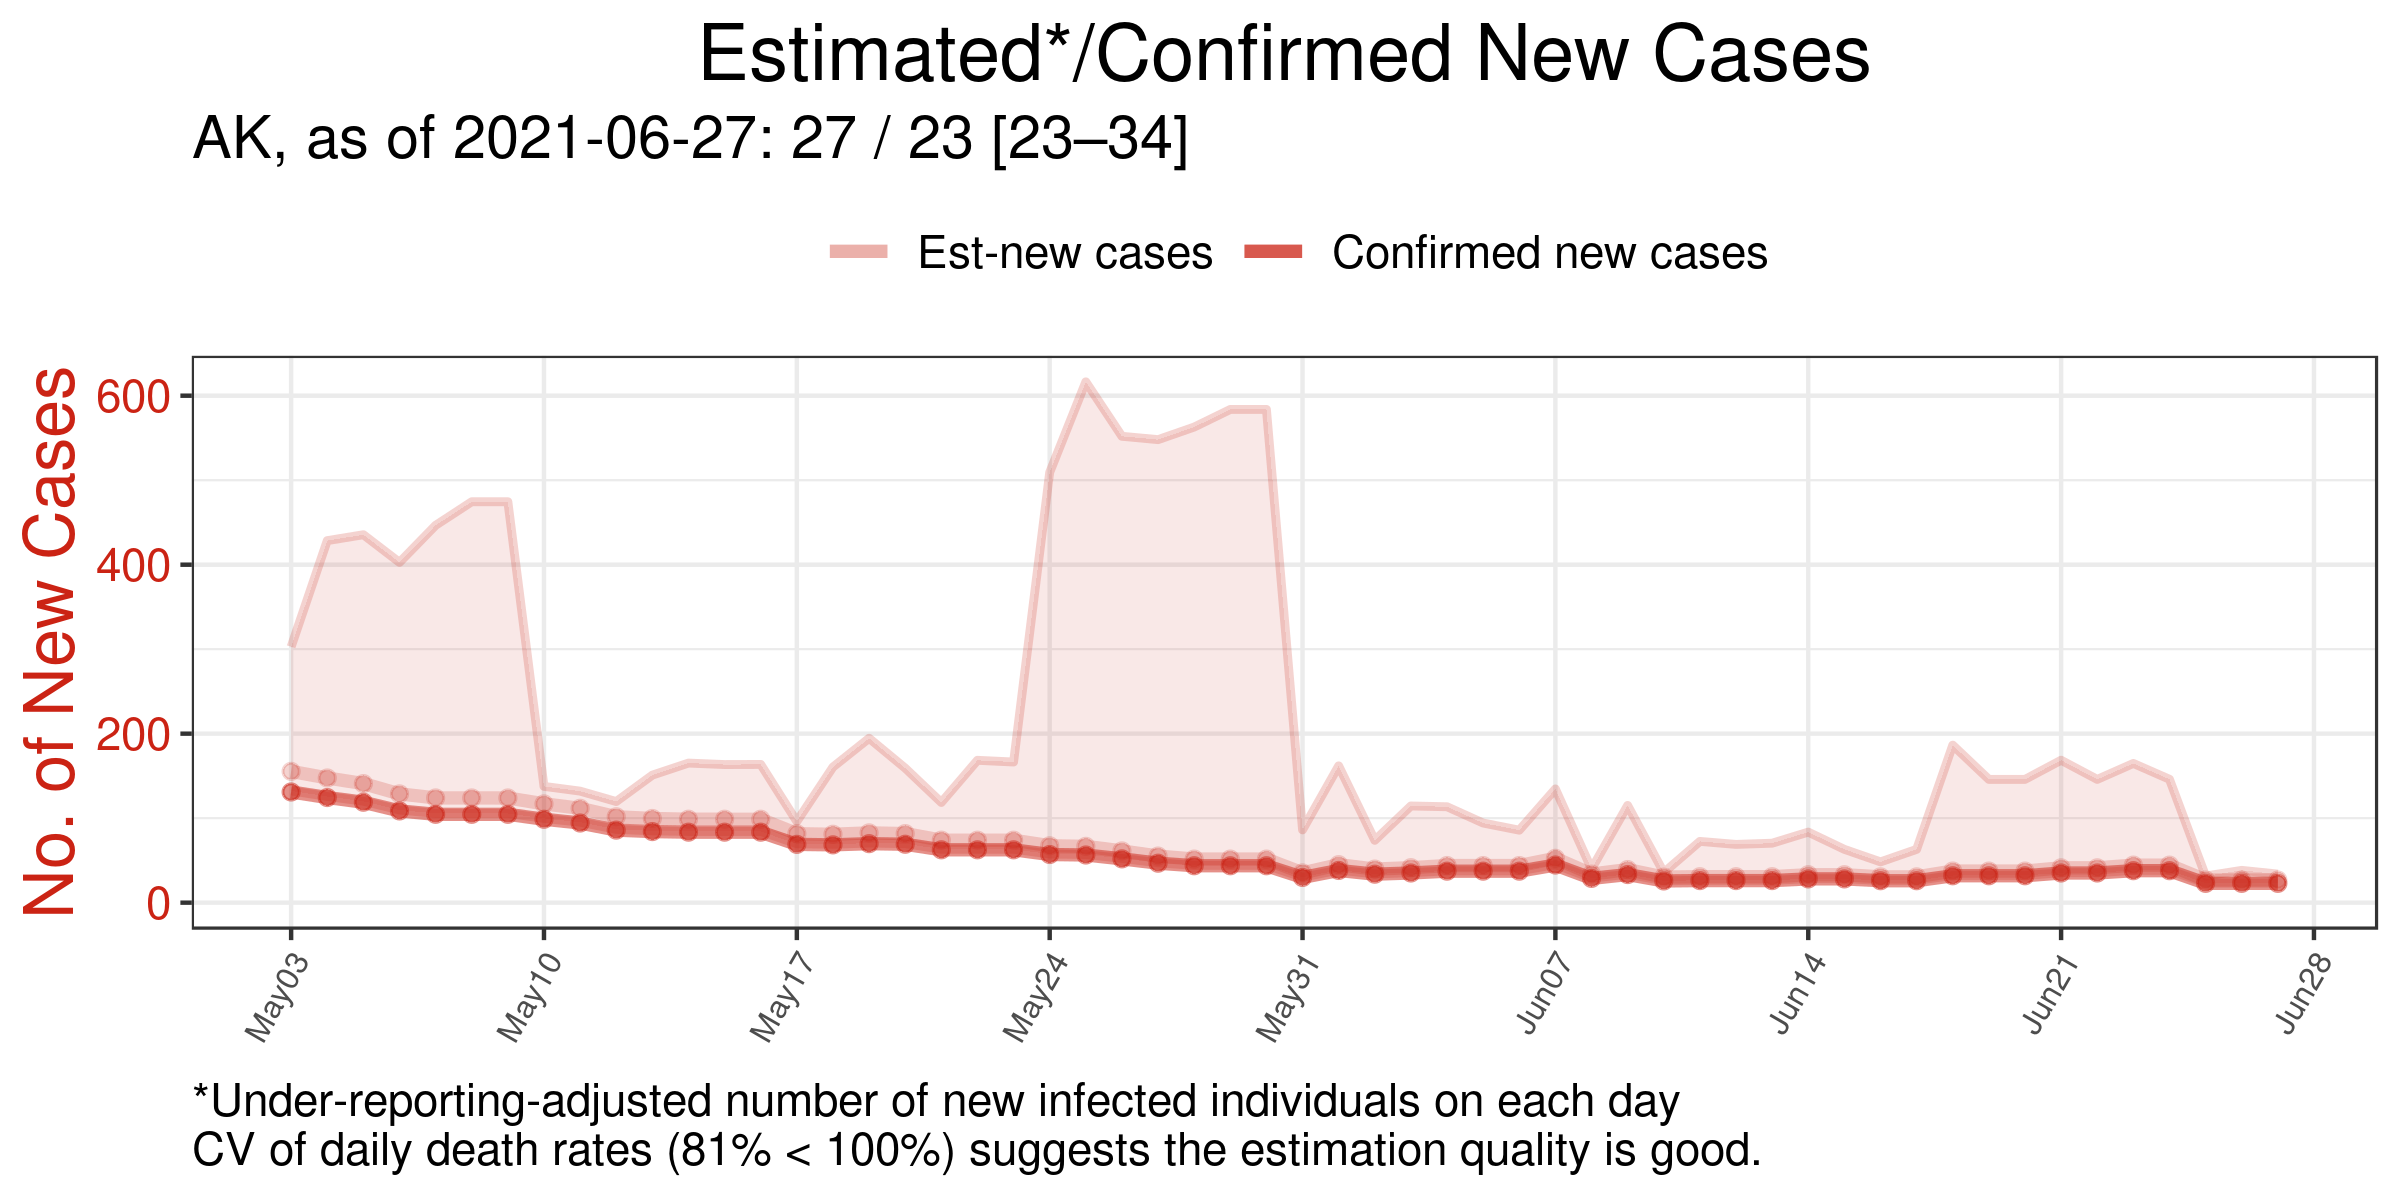 Estimated*/Confirmed New Cases
AK, as of 2021-06-27: 27 / 23 [23–34]
Est-new cases
Confirmed new cases
No. of New Cases
600
400
200
0
May03
May10
May17
May24
May31
Jun07
Jun14
Jun21
Jun28
*Under-reporting-adjusted number of new infected individuals on each day
CV of daily death rates (81% < 100%) suggests the estimation quality is good.